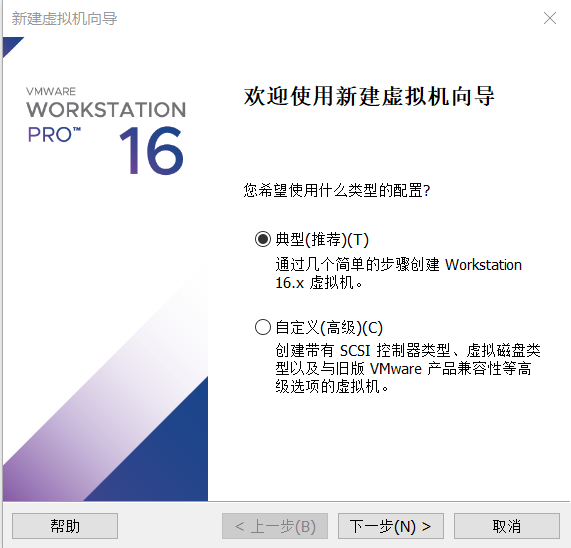 新建虚拟机向导
VMWARE
WORKSTATION
PRO™ 16
欢迎使用新建虚拟机向导
您希望使用什么类型的配置?
典型(推荐)(T)
通过几个简单的步骤创建 Workstation
16.x 虚拟机。
自定义(高级)(C)
创建带有 SCSI 控制器类型、虚拟磁盘类
型以及与旧版 VMware 产品兼容性等高
级选项的虚拟机。
帮助
< 上一步(B)
下一步(N) >
取消